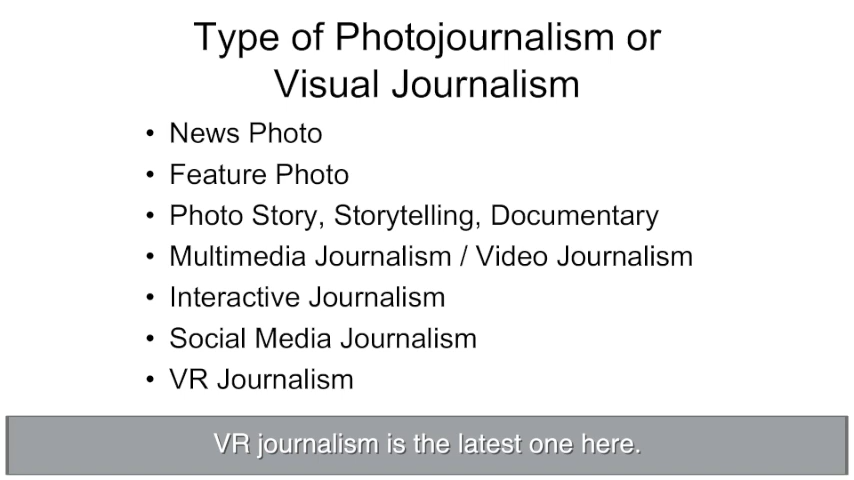 Type of Photojournalism or
Visual Journalism
• News Photo
• Feature Photo
• Photo Story, Storytelling, Documentary
• Multimedia Journalism / Video Journalism
• Interactive Journalism
• Social Media Journalism
• VR Journalism
VR journalism is the latest one here.